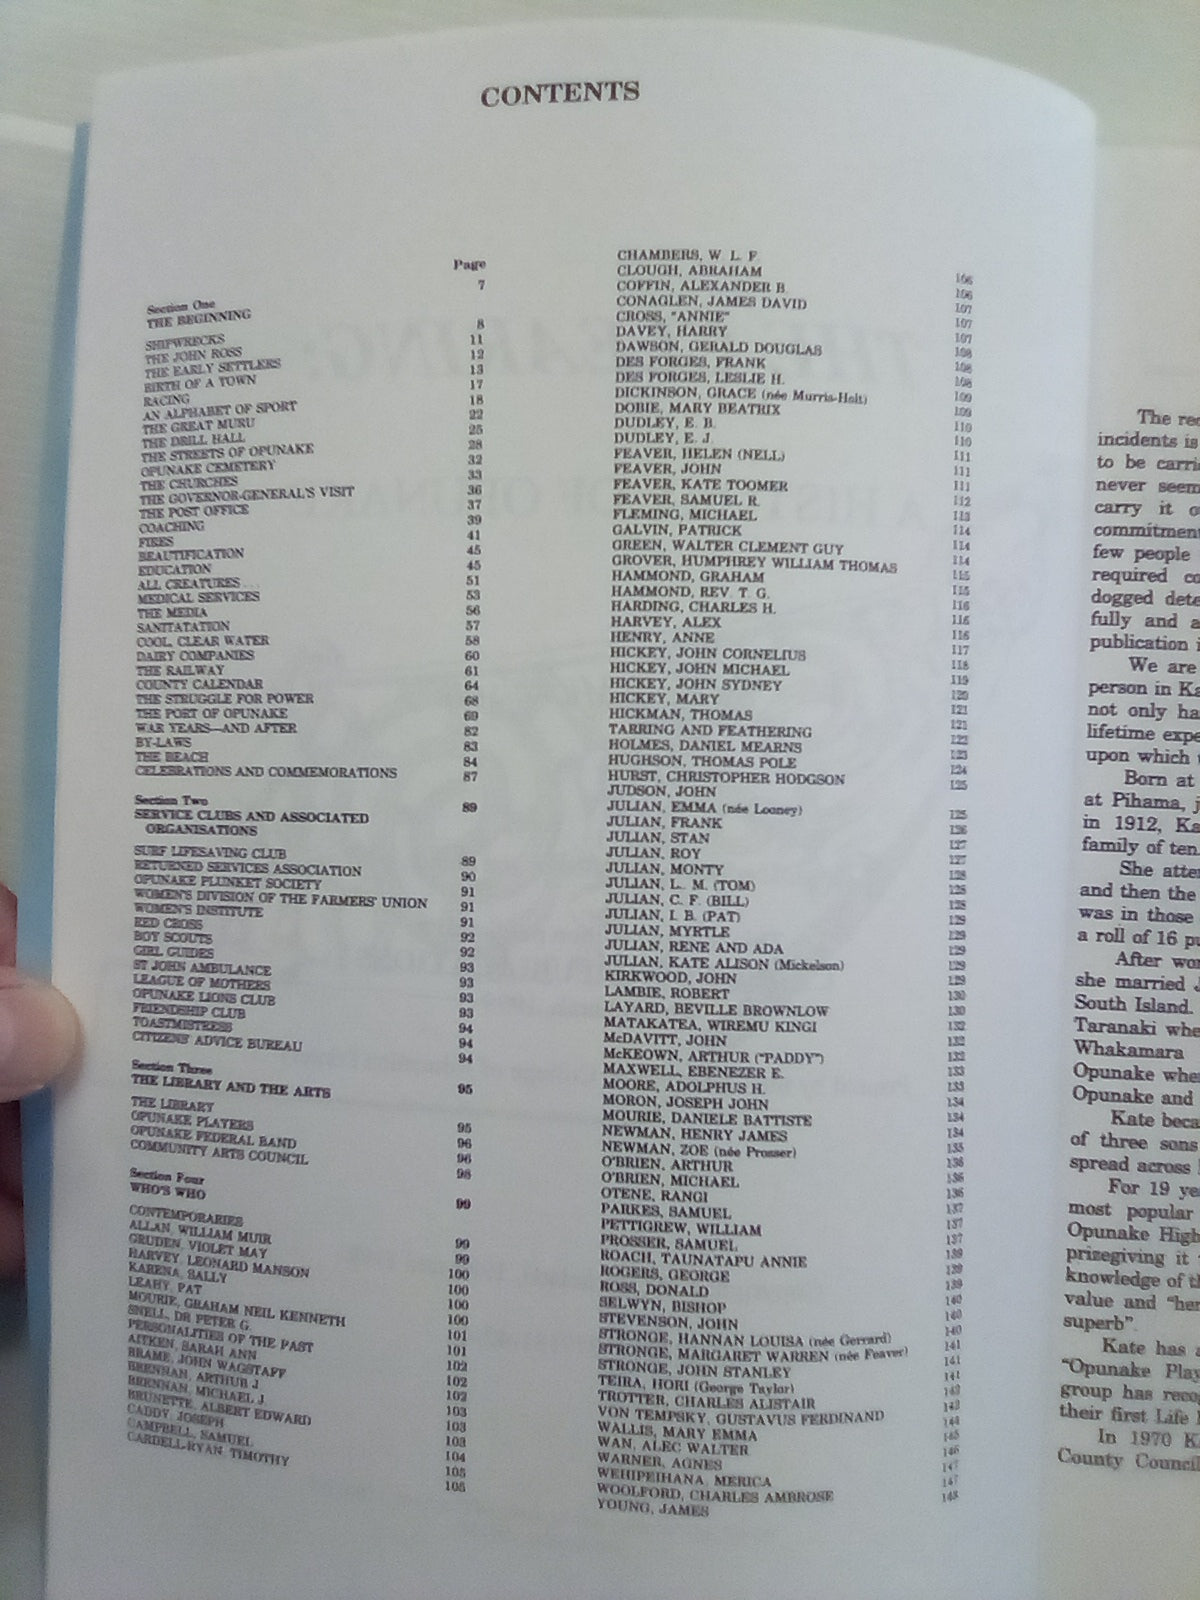 CONTENTS
Page
Section One
THE BEGINNING 7
SHIPWRECKS 8
THE JOHN ROSS 11
THE EARLY SETTLERS 12
BIRTH OF A TOWN 13
RACING 17
AN ALPHABET OF SPORT 18
THE GREAT MURU 22
THE DRILL HALL 25
THE STREETS OF OPUNAKE 28
OPUNAKE CEMETERY 32
THE CHURCHES 33
THE GOVERNOR-GENERAL'S VISIT 36
THE POST OFFICE 37
COACHING 39
FIRES 41
BEAUTIFICATION 45
EDUCATION 45
ALL CREATURES . . . 51
MEDICAL SERVICES 53
THE MEDIA 56
SANITATATION 57
COOL, CLEAR WATER 58
DAIRY COMPANIES 60
THE RAILWAY 61
COUNTY CALENDAR 64
THE STRUGGLE FOR POWER 68
THE PORT OF OPUNAKE 69
WAR YEARS—AND AFTER 82
BY-LAWS 83
THE BEACH 84
CELEBRATIONS AND COMMEMORATIONS 87
Section Two
SERVICE CLUBS AND ASSOCIATED 89
ORGANISATIONS
SURF LIFESAVING CLUB 89
RETURNED SERVICES ASSOCIATION 90
OPUNAKE PLUNKET SOCIETY 91
WOMEN'S DIVISION OF THE FARMERS' UNION 91
WOMEN'S INSTITUTE 91
RED CROSS 92
BOY SCOUTS 92
GIRL GUIDES 93
ST JOHN AMBULANCE
LEAGUE OF MOTHERS 93
OPUNAKE LIONS CLUB 93
FRIENDSHIP CLUB 94
TOASTMISTRESS 94
CITIZENS' ADVICE BUREAU 94
Section Three
THE LIBRARY AND THE ARTS 95
THE LIBRARY 95
OPUNAKE PLAYERS 96
OPUNAKE FEDERAL BAND 96
COMMUNITY ARTS COUNCIL 98
Section Four
WHO'S WHO 99
CONTEMPORARIES
ALLAN, WILLIAM MUIR 99
GRUDEN, VIOLET MAY 99
HARVEY, LEONARD MANSON 100
KARENA, SALLY 100
LEAHY, PAT 100
MOURIE, GRAHAM NEIL KENNETH 100
SNELL, DR PETER G. 101
PERSONALITIES OF THE PAST
AITKEN, SARAH ANN 101
BRAME, JOHN WAGSTAFF 102
BRENNAN, ARTHUR J. 102
BRENNAN, MICHAEL J. 102
BRUNETTE, ALBERT EDWARD 103
CADDY, JOSEPH 103
CAMPBELL, SAMUEL 103
CARDELL-RYAN, TIMOTHY 104
105
105
CHAMBERS, W. L. F.
CLOUGH, ABRAHAM
COFFIN, ALEXANDER B.
CONAGLEN, JAMES DAVID
CROSS, "ANNIE"
DAVEY, HARRY
DAWSON, GERALD DOUGLAS
DES FORGES, FRANK
DES FORGES, LESLIE H.
DICKINSON, GRACE (née Murris-Holt)
DOBIE, MARY BEATRIX
DUDLEY, E. B.
DUDLEY, E. J.
FEAVER, HELEN (NELL)
FEAVER, JOHN
FEAVER, KATE TOOMER
FEAVER, SAMUEL R.
FLEMING, MICHAEL
GALVIN, PATRICK
GREEN, WALTER CLEMENT GUY
GROVER, HUMPHREY WILLIAM THOMAS
HAMMOND, GRAHAM
HAMMOND, REV. T. G.
HARDING, CHARLES H.
HARVEY, ALEX
HENRY, ANNE
HICKEY, JOHN CORNELIUS
HICKEY, JOHN MICHAEL
HICKEY, JOHN SYDNEY
HICKEY, MARY
HICKMAN, THOMAS
TARRING AND FEATHERING
HOLMES, DANIEL MEARNS
HUGHSON, THOMAS POLE
HURST, CHRISTOPHER HODGSON
JUDSON, JOHN
JULIAN, EMMA (née Looney)
JULIAN, FRANK
JULIAN, STAN
JULIAN, ROY
JULIAN, MONTY
JULIAN, L. M. (TOM)
JULIAN, C. F. (BILL)
JULIAN, I. B. (PAT)
JULIAN, MYRTLE
JULIAN, RENE AND ADA
JULIAN, KATE ALISON (Mickelson)
KIRKWOOD, JOHN
LAMBIE, ROBERT
LAYARD, BEVILLE BROWNLOW
MATAKATEA, WIREMU KINGI
McDAVITT, JOHN
McKEOWN, ARTHUR ("PADDY")
MAXWELL, EBENEZER E.
MOORE, ADOLPHUS H.
MORON, JOSEPH JOHN
MOURIE, DANIELE BATTISTE
NEWMAN, HENRY JAMES
NEWMAN, ZOE (née Prosser)
O'BRIEN, ARTHUR
O'BRIEN, MICHAEL
OTENE, RANGI
PARKES, SAMUEL
PETTIGREW, WILLIAM
PROSSER, SAMUEL
ROACH, TAUNATAPU ANNIE
ROGERS, GEORGE
ROSS, DONALD
SELWYN, BISHOP
STEVENSON, JOHN
STRONGE, HANNAN LOUISA (née Gerrard)
STRONGE, MARGARET WARREN (née Feaver)
STRONGE, JOHN STANLEY
TEIRA, HORI (George Taylor)
TROTTER, CHARLES ALISTAIR
VON TEMPSKY, GUSTAVUS FERDINAND
WALLIS, MARY EMMA
WAN, ALEC WALTER
WARNER, AGNES
WEHIPEIHANA, MERICA
WOOLFORD, CHARLES AMBROSE
YOUNG, JAMES
106
106
107
107
107
108
108
108
109
109
110
110
111
111
111
112
113
114
114
114
115
115
116
116
116
117
118
119
120
121
121
122
123
124
125
125
126
127
127
128
128
128
129
129
129
129
130
132
132
132
133
133
134
134
134
135
136
136
137
137
137
139
139
139
140
140
140
141
141
141
143
143
144
145
146
147
147
148
The
incidents is
to be
never seem
carry it
commitment
few people
required
dogged
fully and
publication
We are
person in
not only
lifetime
upon which
Born at
at Pihama,
in 1912,
family of ten.
She
and then the
was in those
a roll of 16
After
she married
South Island.
Taranaki
Whakamara
Opunake
Opunake and
Kate
of three sons
spread across
For 19
most popular
Opunake
prizegiving it
knowledge of
value and
superb".
Kate has
"Opunake
group has
their first Life
In 1970
County